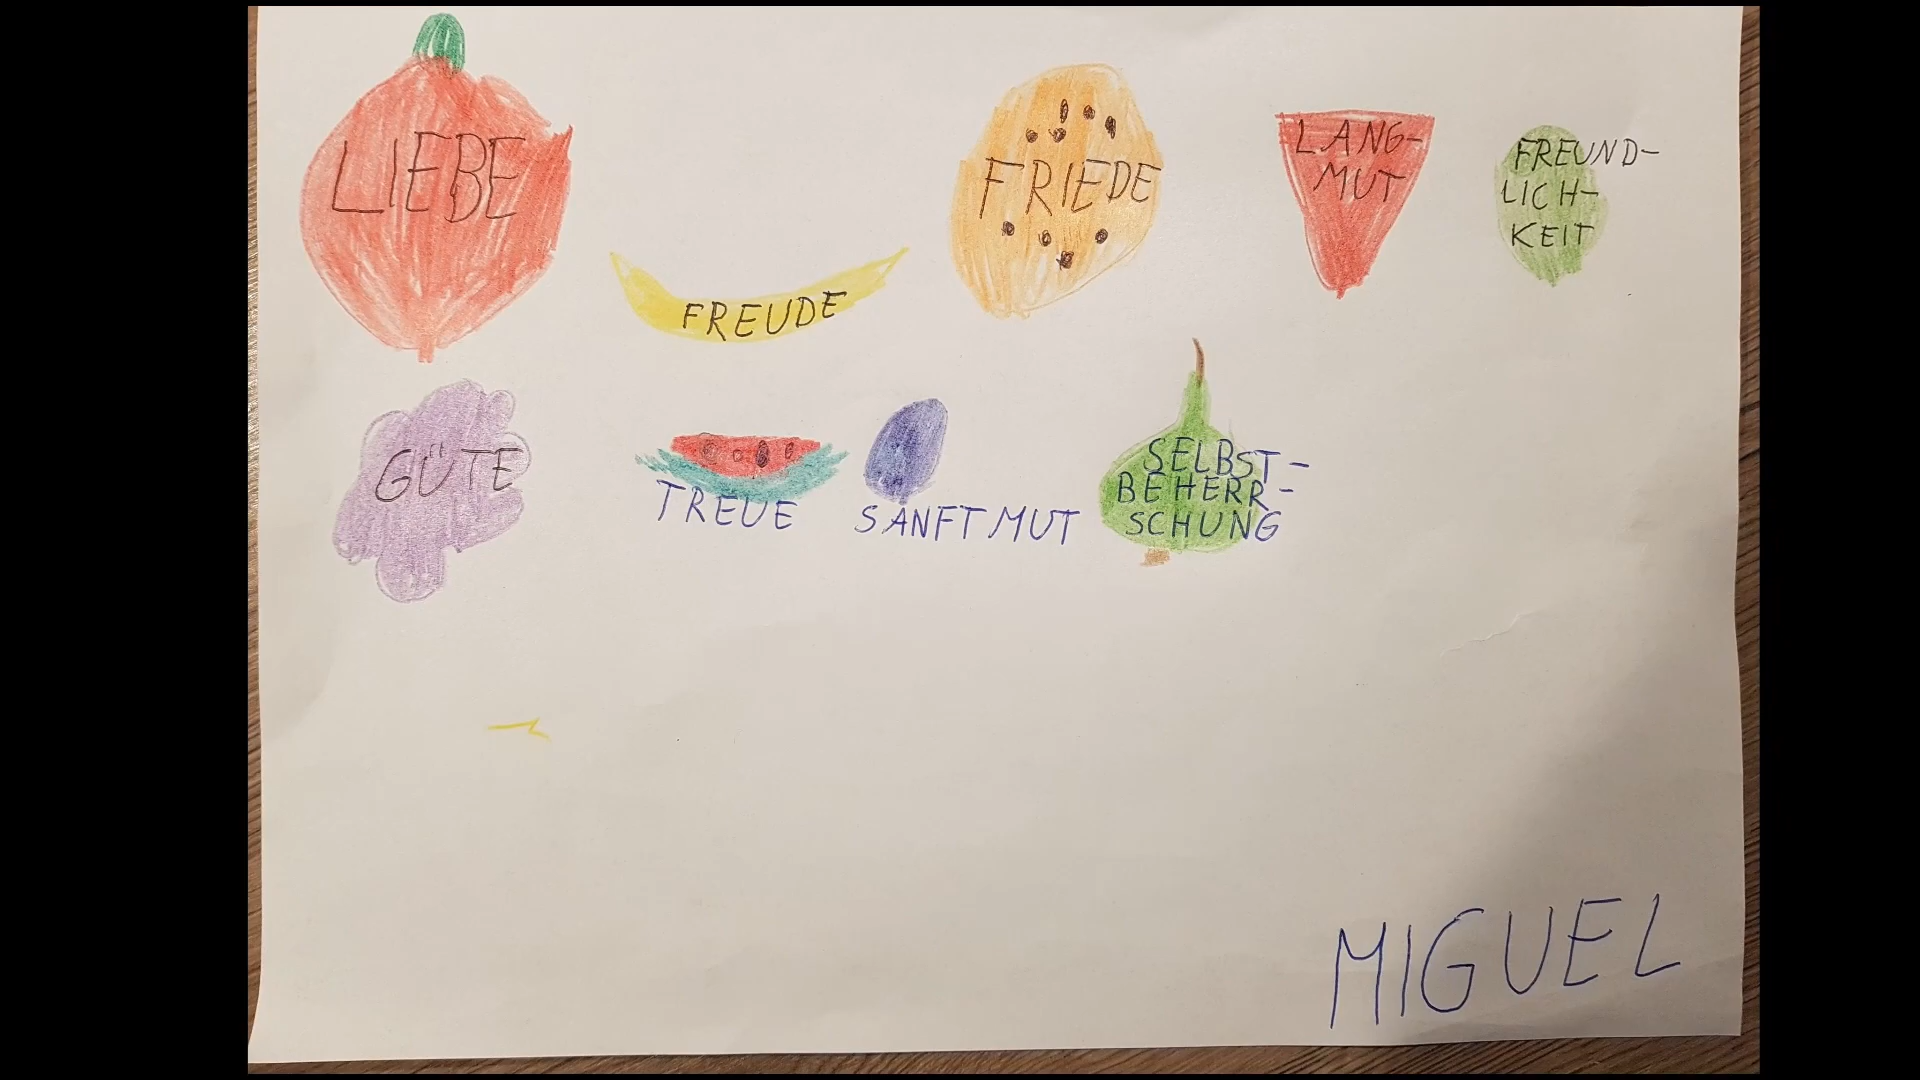 LIEBE
FREUDE
FRIEDE
LANG-
MUT
FREUND-
LICH-
KEIT
GÜTE
TREUE
SANFTMUT
SELBST-
BEHERR-
SCHUNG
MIGUEL